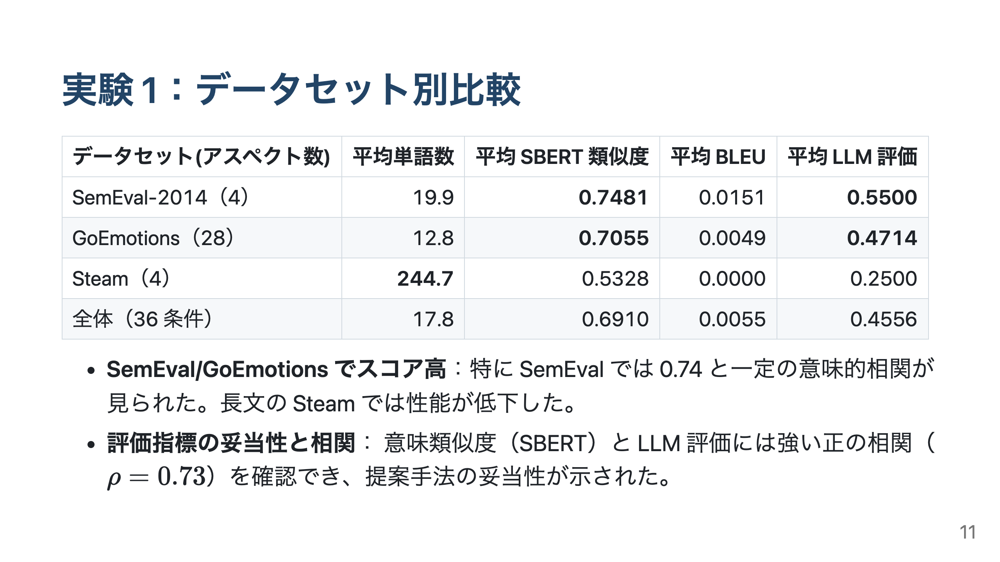 実験 1：データセット別比較
データセット(アスペクト数) 平均単語数 平均 SBERT 類似度 平均 BLEU 平均 LLM 評価
SemEval-2014（4） 19.9 0.7481 0.0151 0.5500
GoEmotions（28） 12.8 0.7055 0.0049 0.4714
Steam（4） 244.7 0.5328 0.0000 0.2500
全体（36 条件） 17.8 0.6910 0.0055 0.4556
• SemEval/GoEmotions でスコア高：特に SemEval では 0.74 と一定の意味的相関が
見られた。長文の Steam では性能が低下した。
• 評価指標の妥当性と相関： 意味類似度（SBERT）と LLM 評価には強い正の相関（
ρ = 0.73）を確認でき、提案手法の妥当性が示された。
11